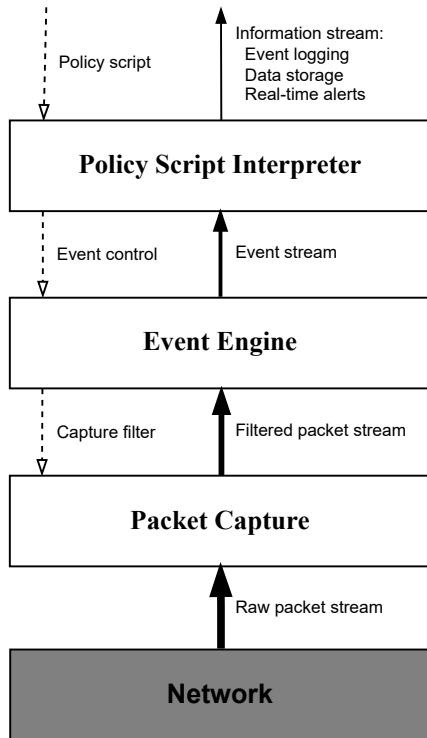 Policy script
Information stream:
Event logging
Data storage
Real-time alerts
Policy Script Interpreter
Event control
Event stream
Event Engine
Capture filter
Filtered packet stream
Packet Capture
Raw packet stream
Network